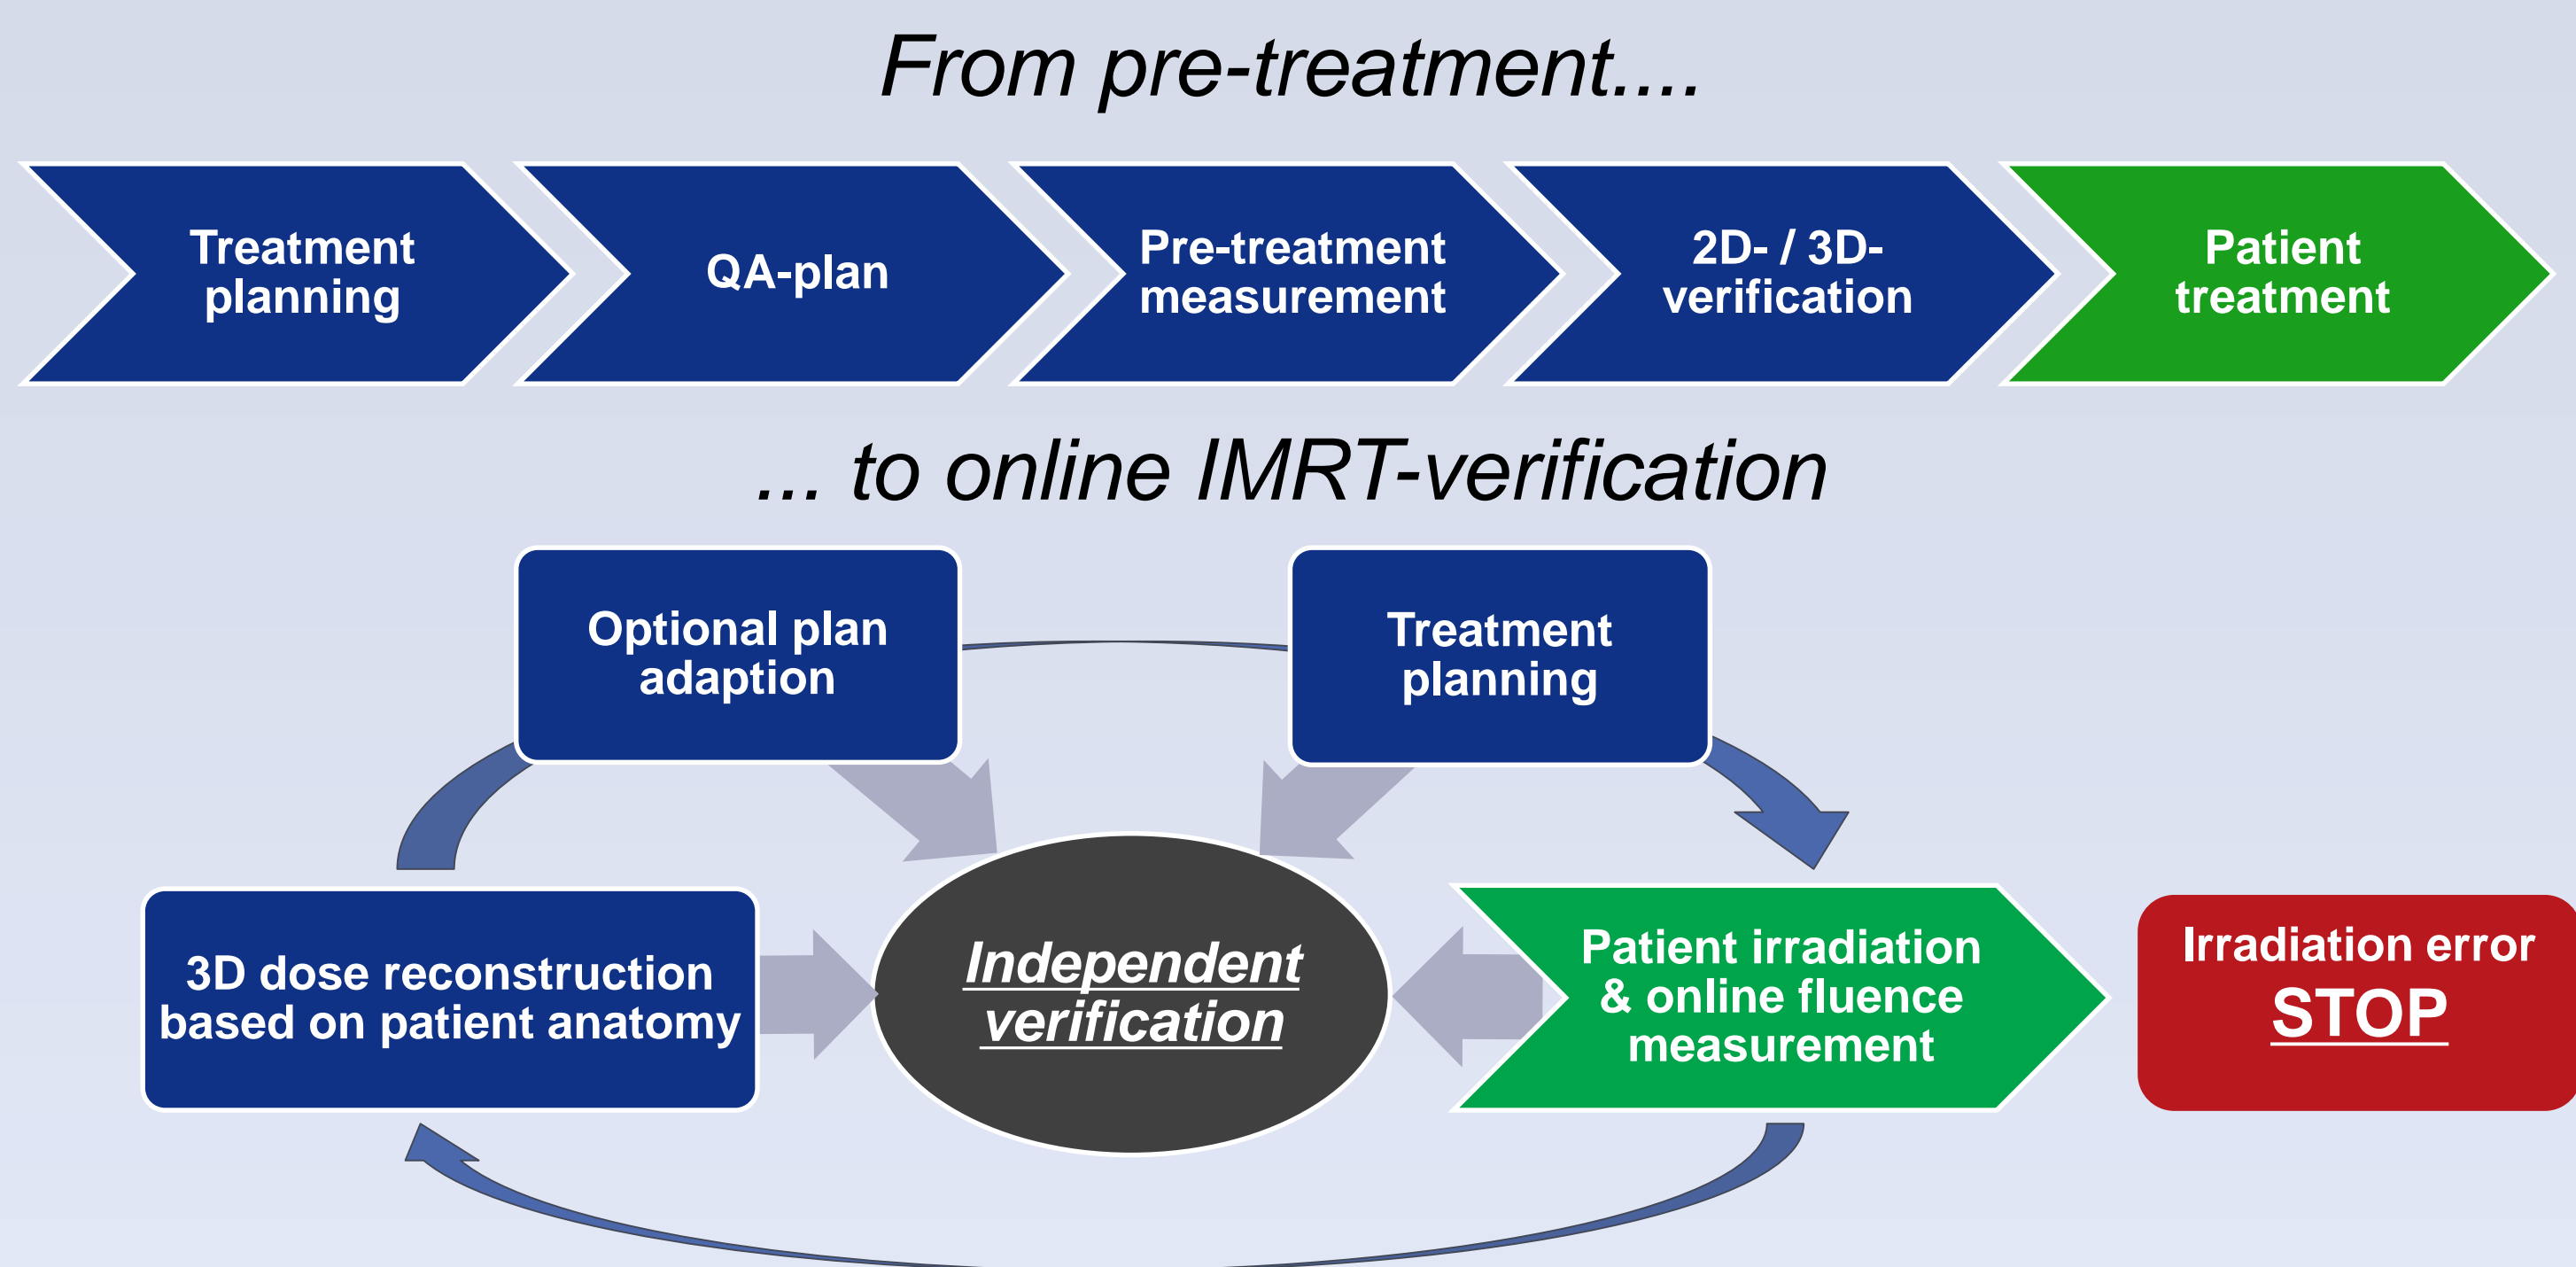 From pre-treatment....
Treatment
planning
QA-plan
Pre-treatment
measurement
2D- / 3D-
verification
Patient
treatment
... to online IMRT-verification
Optional plan
adaption
Treatment
planning
3D dose reconstruction
based on patient anatomy
Independent
verification
Patient irradiation
& online fluence
measurement
Irradiation error
STOP